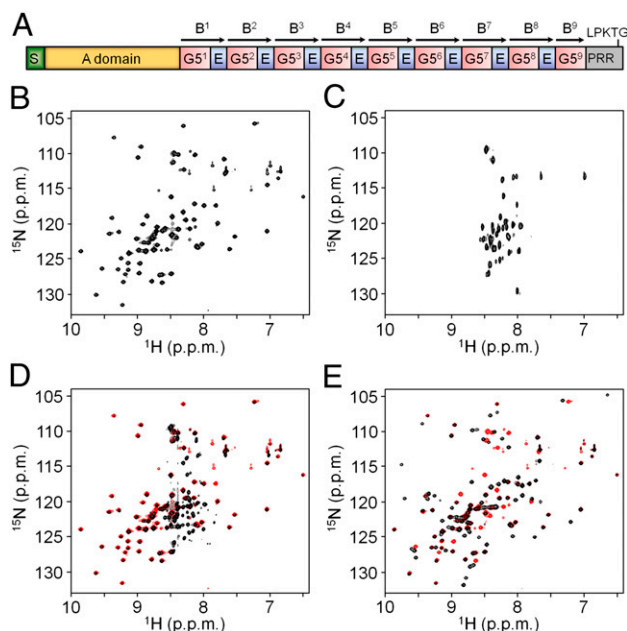 A
B¹ B² B³ B⁴ B⁵ B⁶ B⁷ B⁸ B⁹ LPKTG
S A domain G5¹ E G5² E G5³ E G5⁴ E G5⁵ E G5⁶ E G5⁷ E G5⁸ E G5⁹ PRR
B C
105 105
110 110
115 115
120 120
125 125
130 130
¹⁵N (p.p.m.) ¹⁵N (p.p.m.)
10 9 8 7 10 9 8 7
¹H (p.p.m.) ¹H (p.p.m.)
D E
105 105
110 110
115 115
120 120
125 125
130 130
¹⁵N (p.p.m.) ¹⁵N (p.p.m.)
10 9 8 7 10 9 8 7
¹H (p.p.m.) ¹H (p.p.m.)